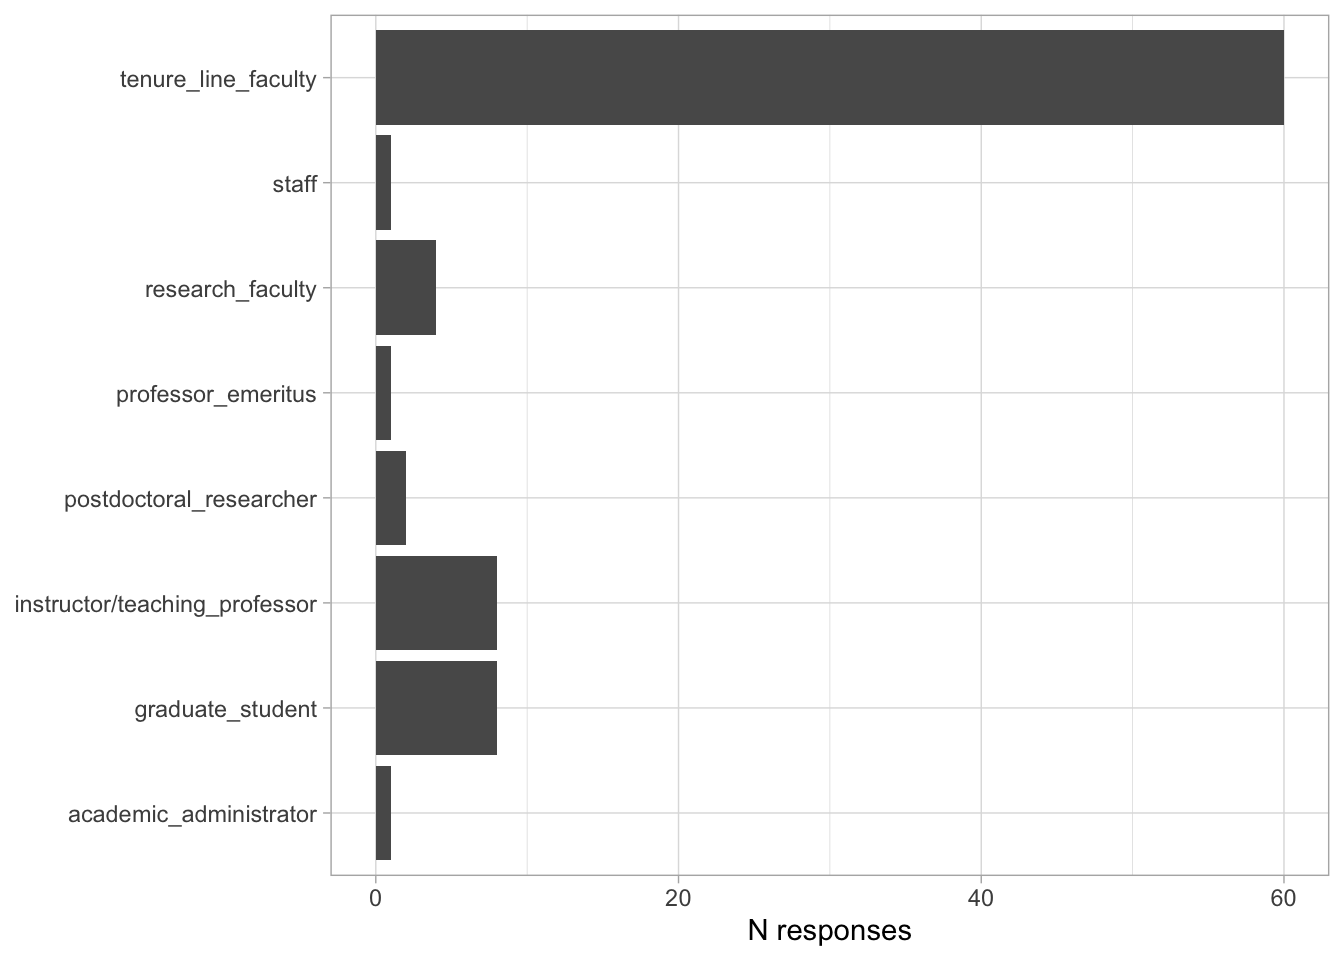 tenure_line_faculty
staff
research_faculty
professor_emeritus
postdoctoral_researcher
instructor/teaching_professor
graduate_student
academic_administrator
0 20 40 60
N responses